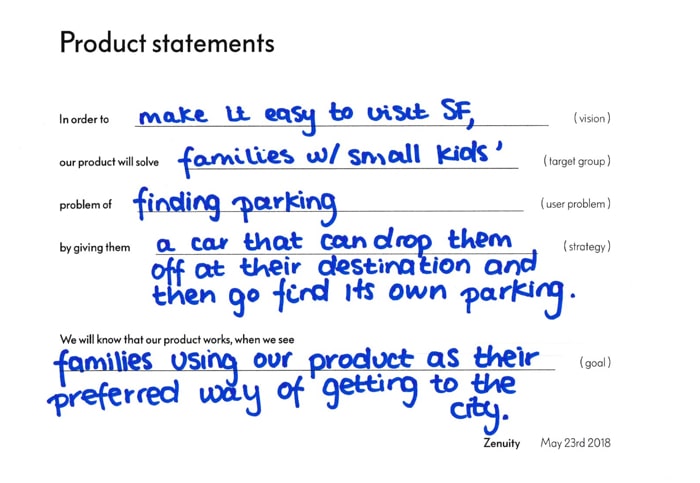 Product statements
In order to make it easy to visit SF, (vision)
our product will solve families w/ small kids' (target group)
problem of finding parking (user problem)
by giving them a car that can drop them (strategy)
off at their destination and
then go find its own parking.
We will know that our product works, when we see
families using our product as their (goal)
preferred way of getting to the
city.
Zenuity May 23rd 2018